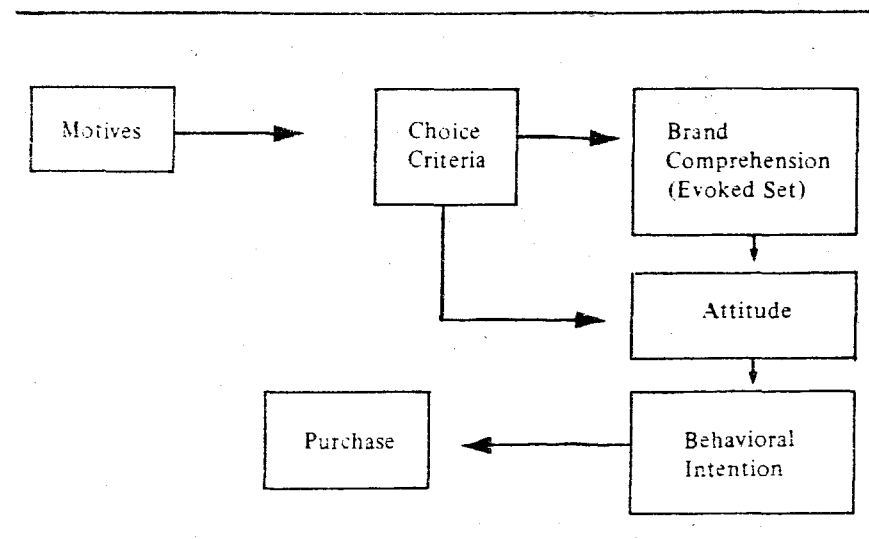 Motives
Choice
Criteria
Brand
Comprehension
(Evoked Set)
Attitude
Purchase
Behavioral
Intention